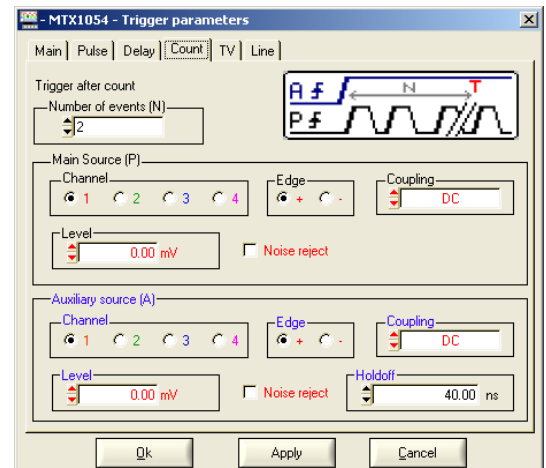 - MTX1054 - Trigger parameters
Main Pulse Delay Count TV Line
Trigger after count
Number of events (N)
2
A N T
P
Main Source (P)
Channel Edge Coupling
1 2 3 4 + - DC
Level
0.00 mV Noise reject
Auxiliary source (A)
Channel Edge Coupling
1 2 3 4 + - DC
Level Holdoff
0.00 mV Noise reject 40.00 ns
Ok Apply Cancel